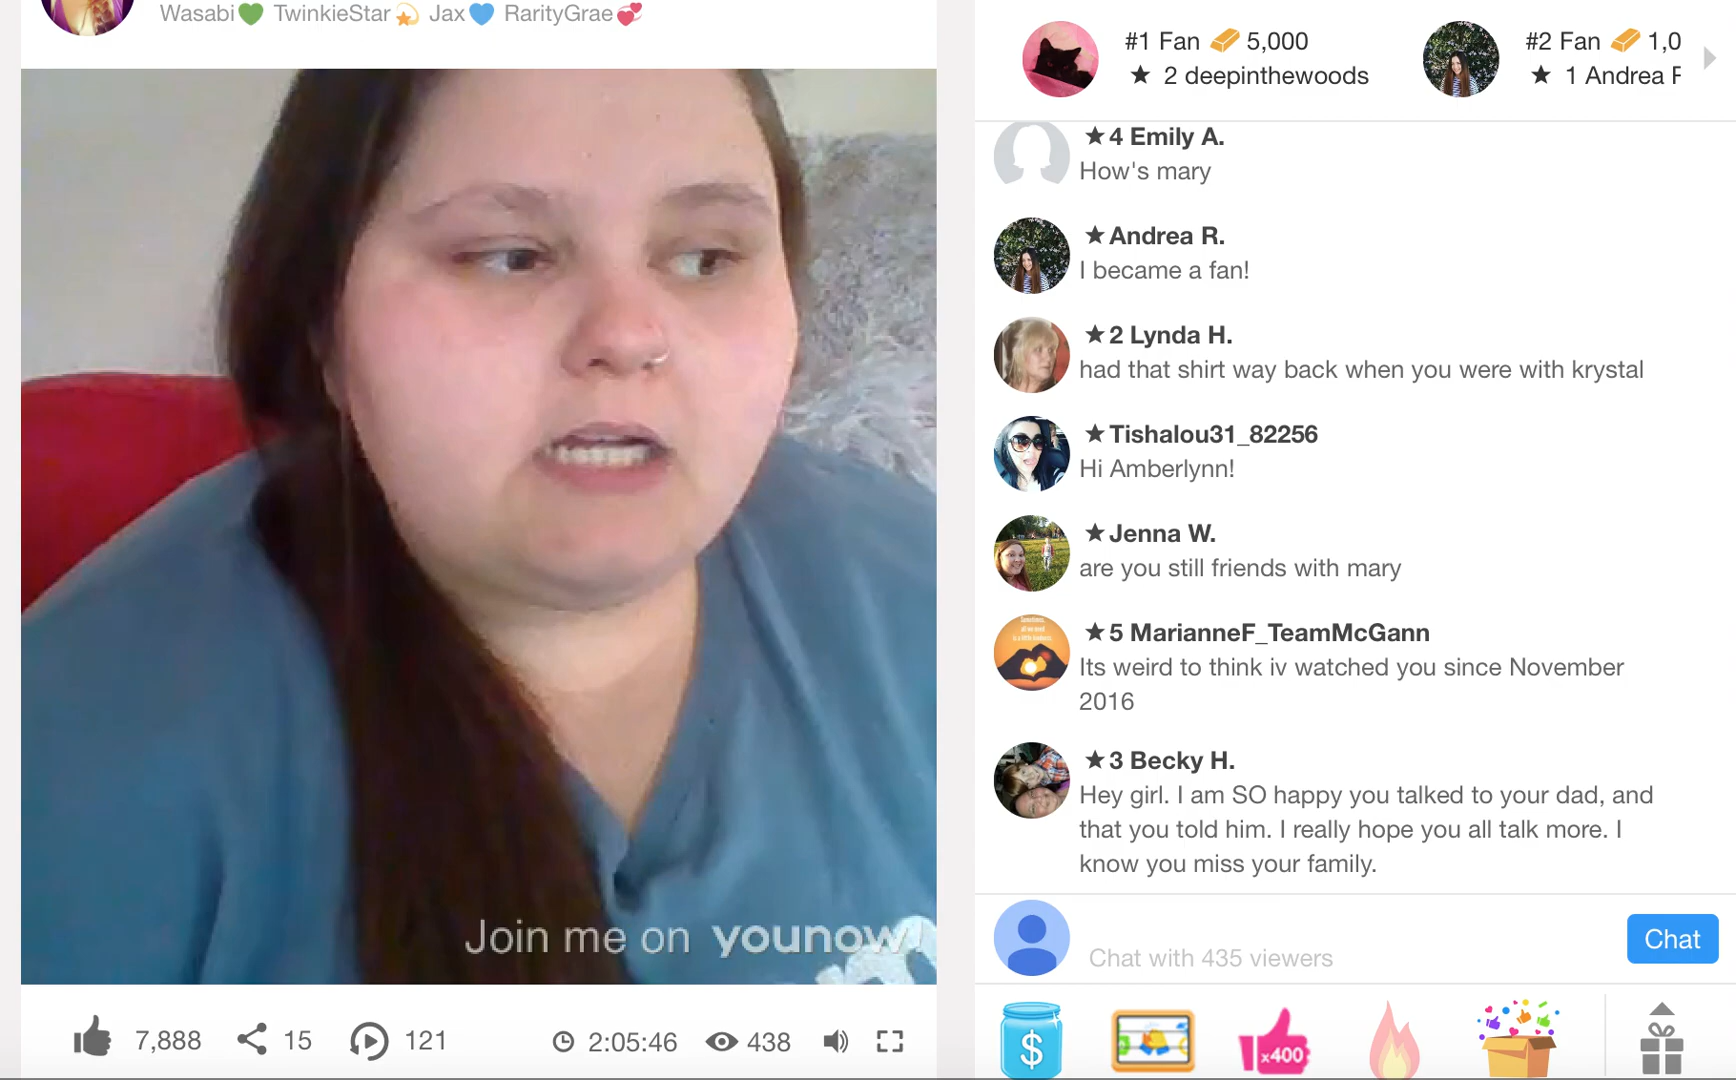 Wasabi💚 TwinkieStar💫 Jax💙 RarityGrae💞
#1 Fan 5,000
★ 2 deepinthewoods
#2 Fan 1,0
★ 1 Andrea F
★4 Emily A.
How's mary
★Andrea R.
I became a fan!
★2 Lynda H.
had that shirt way back when you were with krystal
★Tishalou31_82256
Hi Amberlynn!
★Jenna W.
are you still friends with mary
★5 MarianneF_TeamMcGann
Its weird to think iv watched you since November
2016
★3 Becky H.
Hey girl. I am SO happy you talked to your dad, and
that you told him. I really hope you all talk more. I
know you miss your family.
Chat with 435 viewers
Chat
Join me on younow
7,888 15 121 2:05:46 438
$
x400